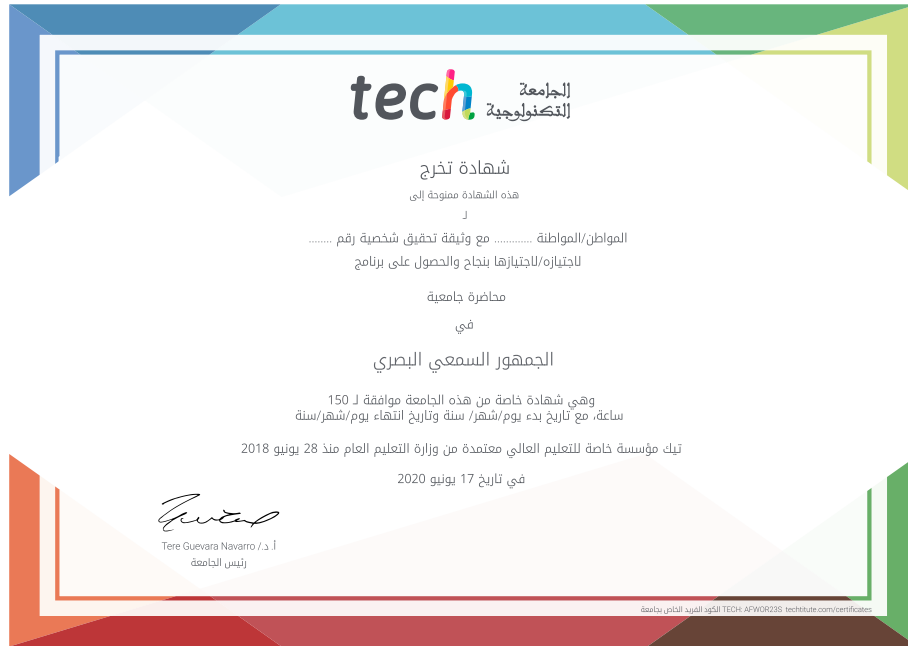 tech الجامعة
التكنولوجية
شهادة تخرج
هذه الشهادة ممنوحة إلى
لـ
المواطن/المواطنة ............ مع وثيقة تحقيق شخصية رقم ........
لاجتيازه/لاجتيازها بنجاح والحصول على برنامج
محاضرة جامعية
في
الجمهور السمعي البصري
وهي شهادة خاصة من هذه الجامعة موافقة لـ 150
ساعة، مع تاريخ بدء يوم/شهر/ سنة وتاريخ انتهاء يوم/شهر/سنة
تيك مؤسسة خاصة للتعليم العالي معتمدة من وزارة التعليم العام منذ 28 يونيو 2018
في تاريخ 17 يونيو 2020
أ. د./ Tere Guevara Navarro
رئيس الجامعة
الكود الفريد الخاص بجامعة TECH: AFWOR23S techtitute.com/certificates